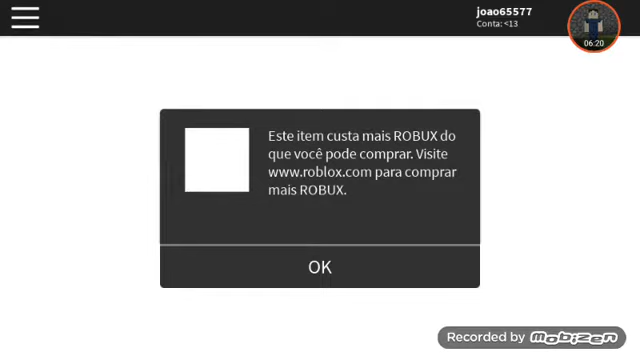 joao65577
Conta: <13
06:20
Este item custa mais ROBUX do
que você pode comprar. Visite
www.roblox.com para comprar
mais ROBUX.
OK
Recorded by mobizen